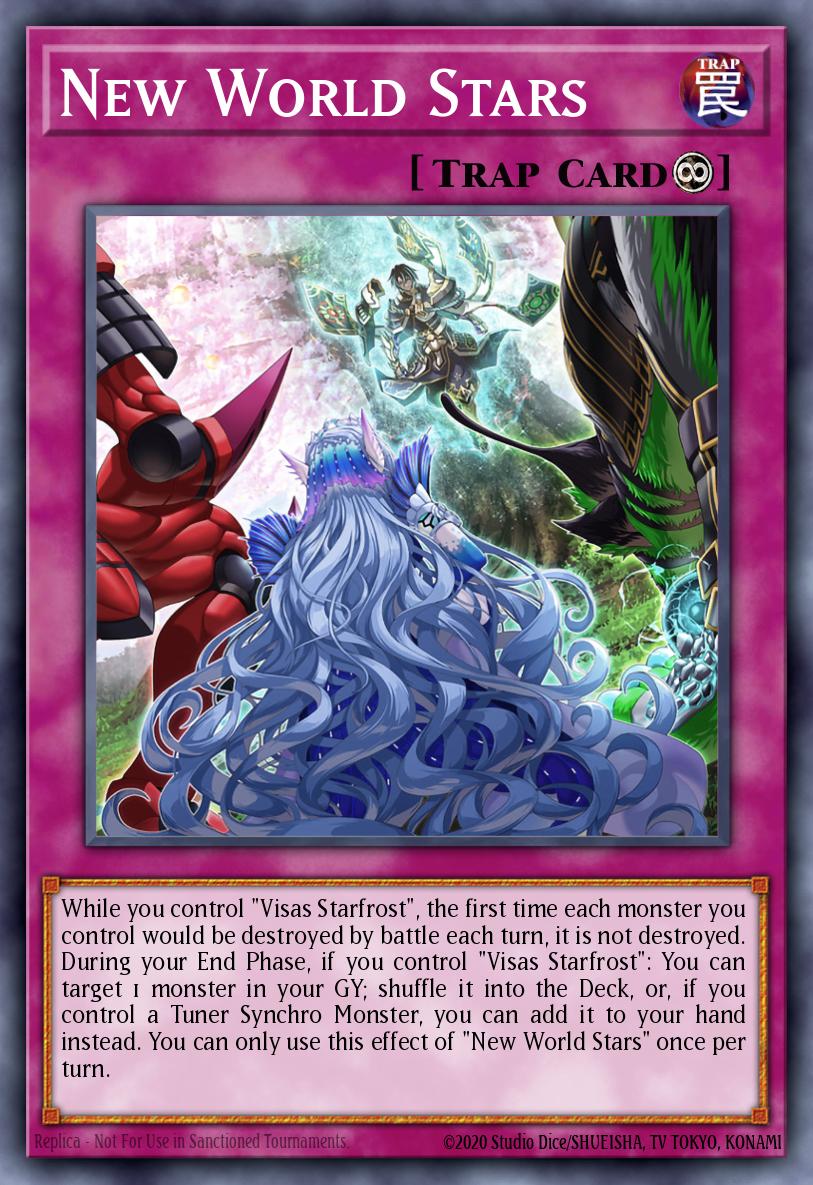 New World Stars
TRAP
罠
[Trap Card♾]
While you control "Visas Starfrost", the first time each monster you
control would be destroyed by battle each turn, it is not destroyed.
During your End Phase, if you control "Visas Starfrost": You can
target 1 monster in your GY; shuffle it into the Deck, or, if you
control a Tuner Synchro Monster, you can add it to your hand
instead. You can only use this effect of "New World Stars" once per
turn.
Replica - Not For Use in Sanctioned Tournaments.
©2020 Studio Dice/SHUEISHA, TV TOKYO, KONAMI